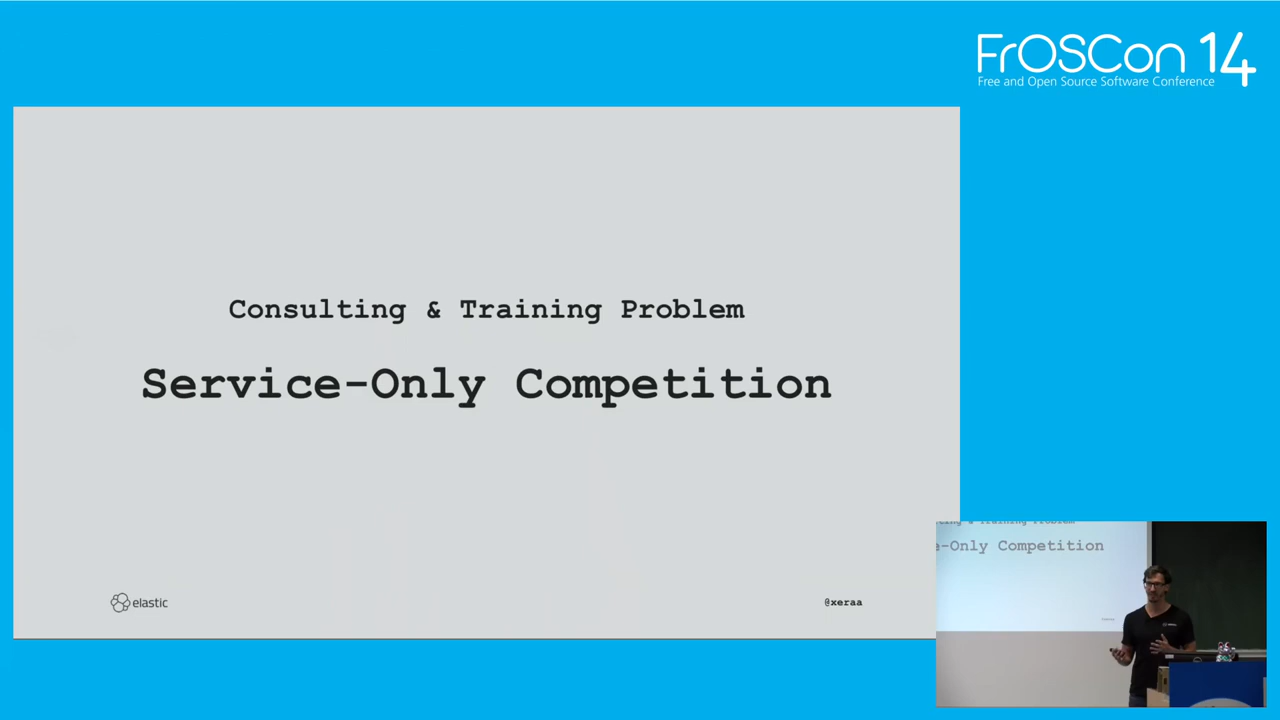 FrOSCon 14
Free and Open Source Software Conference
Consulting & Training Problem
Service-Only Competition
elastic
@xeraa
e-Only Competition